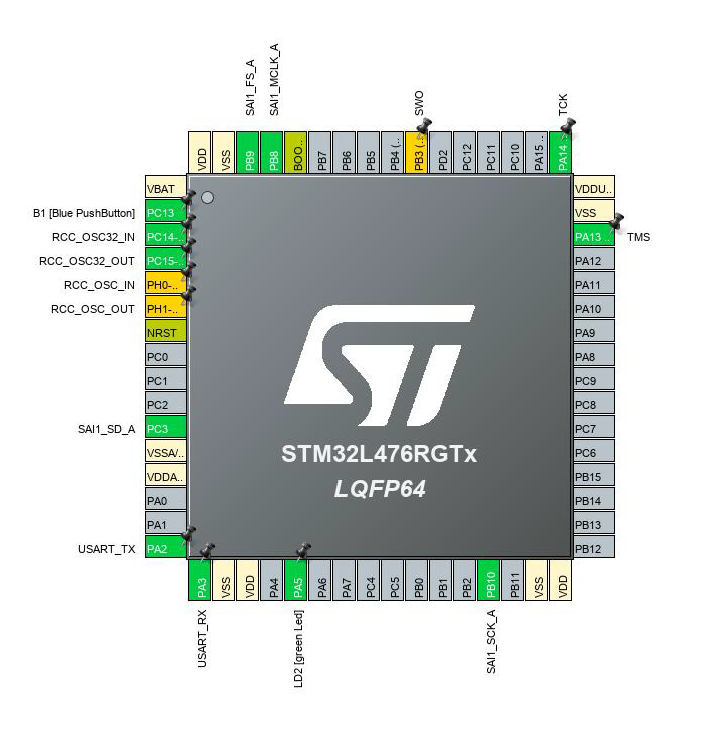 SAI1_FS_A
SAI1_MCLK_A
SWO
TCK
VDD
VSS
PB9
PB8
BOO..
PB7
PB6
PB5
PB4 (..
PB3 (..
PD2
PC12
PC11
PC10
PA15 ..
PA14 ..
VBAT
B1 [Blue PushButton] PC13
RCC_OSC32_IN PC14-..
RCC_OSC32_OUT PC15-..
RCC_OSC_IN PH0-..
RCC_OSC_OUT PH1-..
NRST
PC0
PC1
PC2
SAI1_SD_A PC3
VSSA/..
VDDA..
PA0
PA1
USART_TX PA2
STM32L476RGTx
LQFP64
VDDU..
VSS
PA13 .. TMS
PA12
PA11
PA10
PA9
PA8
PC9
PC8
PC7
PC6
PB15
PB14
PB13
PB12
PA3
VSS
VDD
PA4
PA5
PA6
PA7
PC4
PC5
PB0
PB1
PB2
PB10
PB11
VSS
VDD
USART_RX
LD2 [green Led]
SAI1_SCK_A